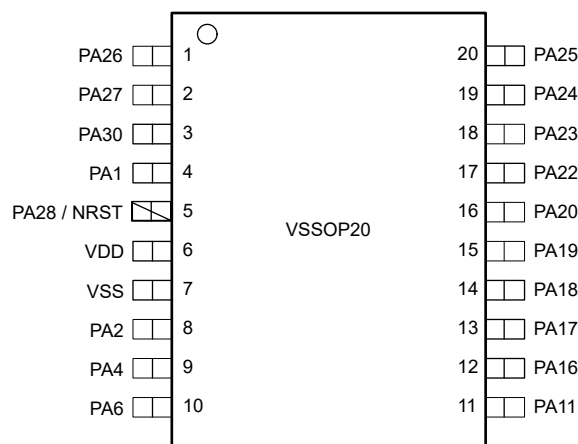 PA26 1 20 PA25
PA27 2 19 PA24
PA30 3 18 PA23
PA1 4 17 PA22
PA28 / NRST 5 16 PA20
VSSOP20
VDD 6 15 PA19
VSS 7 14 PA18
PA2 8 13 PA17
PA4 9 12 PA16
PA6 10 11 PA11